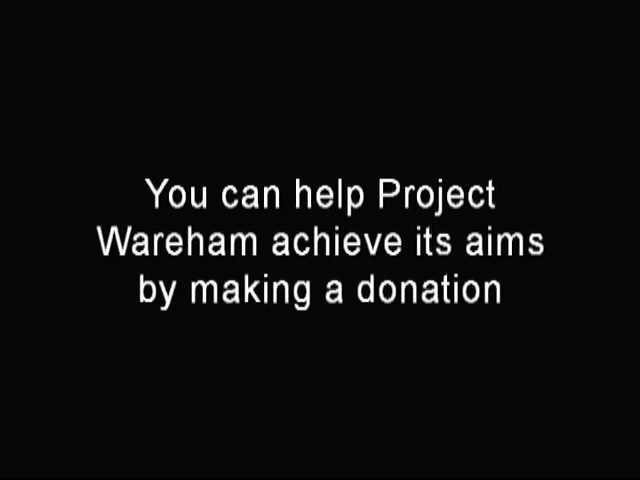 You can help Project
Wareham achieve its aims
by making a donation